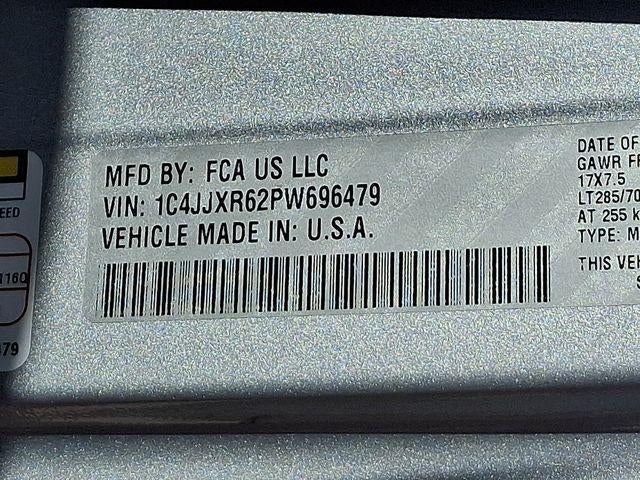 MFD BY: FCA US LLC
VIN: 1C4JJXR62PW696479
VEHICLE MADE IN: U.S.A.
DATE OF
GAWR FR
17X7.5
LT285/70
AT 255 k
TYPE: M
THIS VEH
S
EED
1160
479